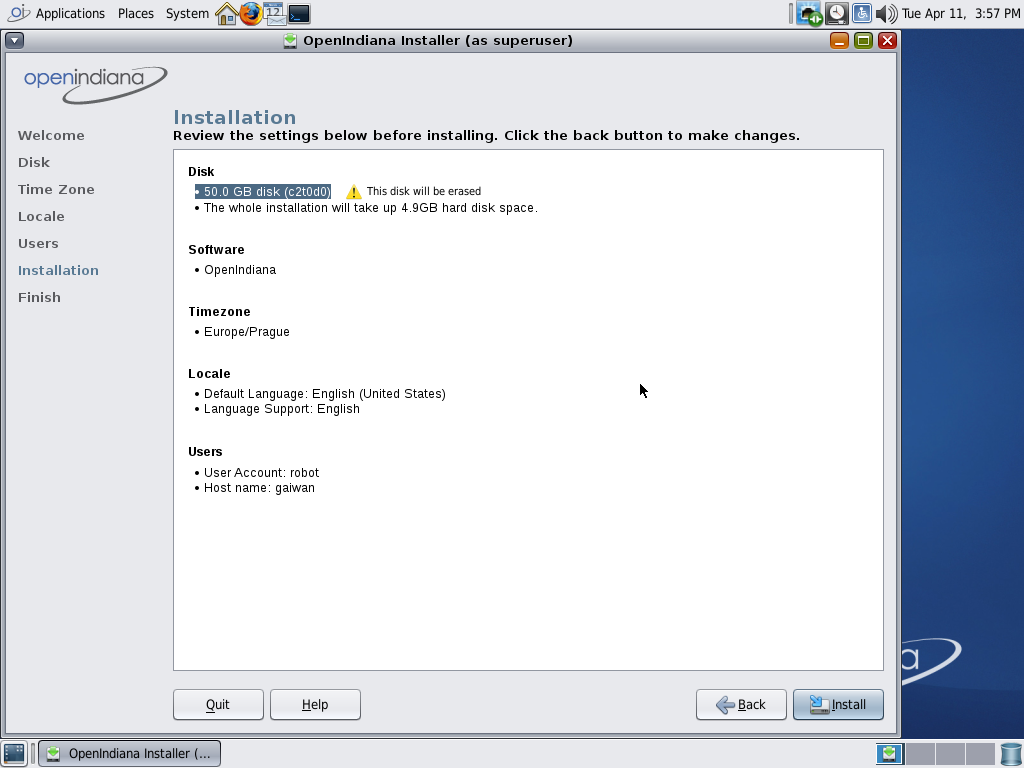 Applications Places System 12 Tue Apr 11, 3:57 PM
OpenIndiana Installer (as superuser)
openindiana
Welcome
Disk
Time Zone
Locale
Users
Installation
Finish
Installation
Review the settings below before installing. Click the back button to make changes.
Disk
• 50.0 GB disk (c2t0d0) This disk will be erased
• The whole installation will take up 4.9GB hard disk space.
Software
• OpenIndiana
Timezone
• Europe/Prague
Locale
• Default Language: English (United States)
• Language Support: English
Users
• User Account: robot
• Host name: gaiwan
Quit Help Back Install
a
OpenIndiana Installer (...